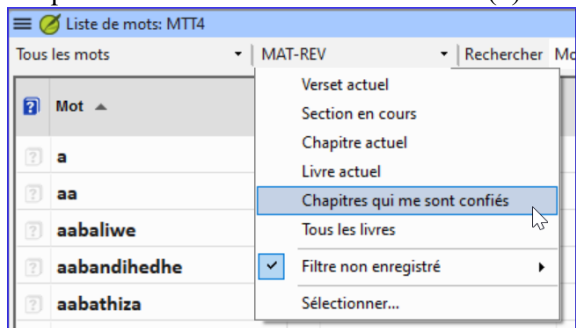 Liste de mots: MTT4
Tous les mots MAT-REV Rechercher Mo
Mot
Verset actuel
Section en cours
Chapitre actuel
Livre actuel
Chapitres qui me sont confiés
Tous les livres
Filtre non enregistré
Sélectionner...
a
aa
aabaliwe
aabandihedhe
aabathiza